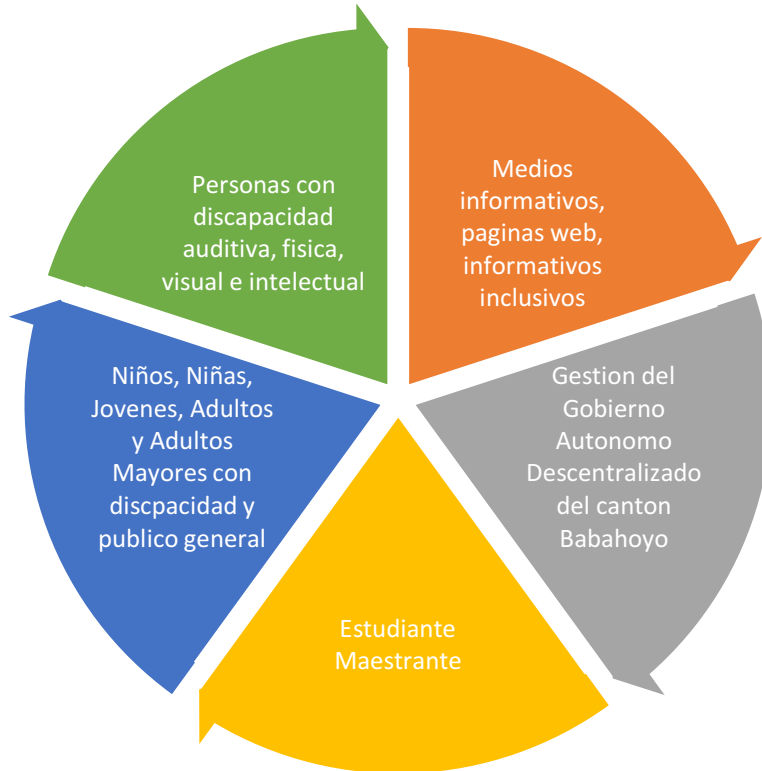 Medios
informativos,
paginas web,
informativos
inclusivos
Gestion del
Gobierno
Autonomo
Descentralizado
del canton
Babahoyo
Estudiante
Maestrante
Niños, Niñas,
Jovenes, Adultos
y Adultos
Mayores con
discpacidad y
publico general
Personas con
discapacidad
auditiva, fisica,
visual e intelectual